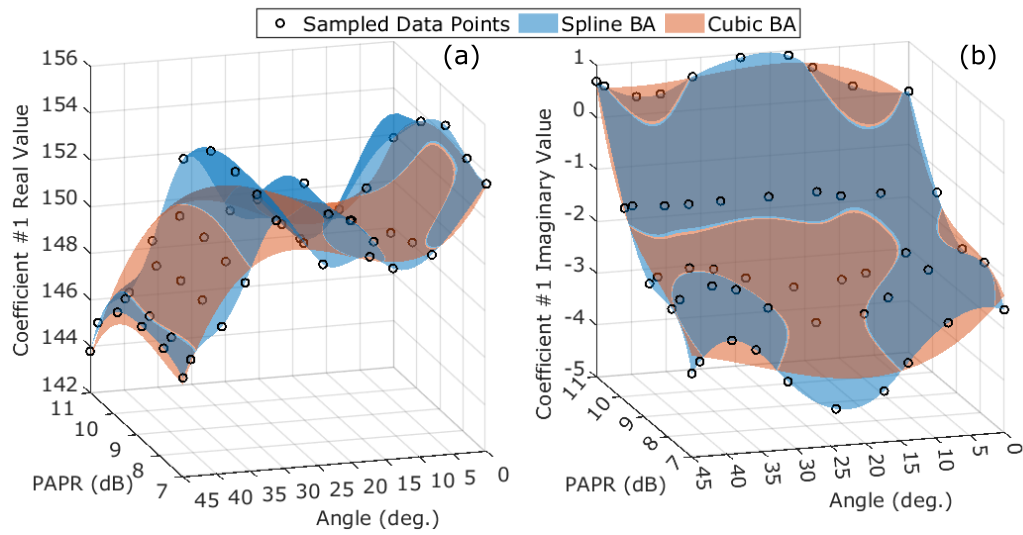 Sampled Data Points Spline BA Cubic BA
(a)
156
154
152
150
148
146
144
142
Coefficient #1 Real Value
11
10
9
8
7
PAPR (dB)
45 40 35 30 25 20 15 10 5 0
Angle (deg.)
(b)
1
0
-1
-2
-3
-4
-5
Coefficient #1 Imaginary Value
11
10
9
8
7
PAPR (dB)
45 40 35 30 25 20 15 10 5 0
Angle (deg.)